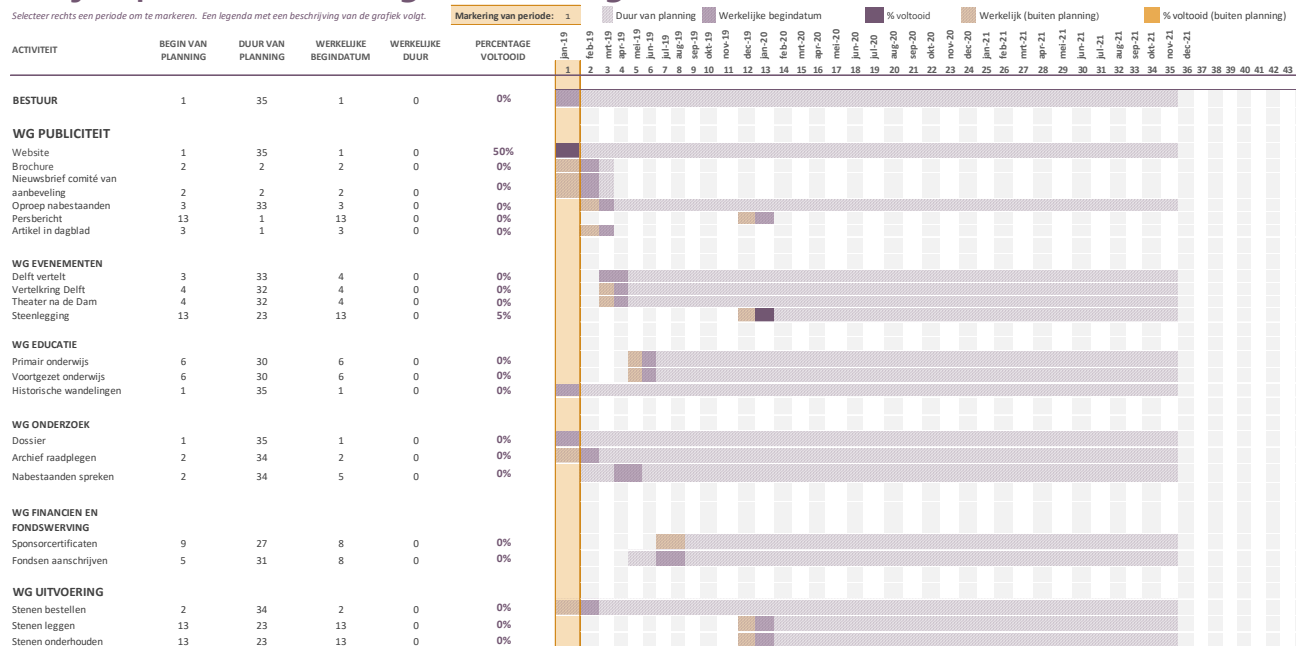 Selecteer rechts een periode om te markeren. Een legenda met een beschrijving van de grafiek volgt.
Markering van periode: 1
Duur van planning
Werkelijke begindatum
% voltooid
Werkelijk (buiten planning)
% voltooid (buiten planning)
ACTIVITEIT BEGIN VAN PLANNING DUUR VAN PLANNING WERKELIJKE BEGINDATUM WERKELIJKE DUUR PERCENTAGE VOLTOOID
jan-19 feb-19 mrt-19 apr-19 mei-19 jun-19 jul-19 aug-19 sep-19 okt-19 nov-19 dec-19 jan-20 feb-20 mrt-20 apr-20 mei-20 jun-20 jul-20 aug-20 sep-20 okt-20 nov-20 dec-20 jan-21 feb-21 mrt-21 apr-21 mei-21 jun-21 jul-21 aug-21 sep-21 okt-21 nov-21 dec-21
1 2 3 4 5 6 7 8 9 10 11 12 13 14 15 16 17 18 19 20 21 22 23 24 25 26 27 28 29 30 31 32 33 34 35 36 37 38 39 40 41 42 43
BESTUUR 1 35 1 0 0%
WG PUBLICITEIT
Website 1 35 1 0 50%
Brochure 2 2 2 0 0%
Nieuwsbrief comité van
aanbeveling 2 2 2 0 0%
Oproep nabestaanden 3 33 3 0 0%
Persbericht 13 1 13 0 0%
Artikel in dagblad 3 1 3 0 0%
WG EVENEMENTEN
Delft vertelt 3 33 4 0 0%
Vertelkring Delft 4 32 4 0 0%
Theater na de Dam 4 32 4 0 0%
Steenlegging 13 23 13 0 5%
WG EDUCATIE
Primair onderwijs 6 30 6 0 0%
Voortgezet onderwijs 6 30 6 0 0%
Historische wandelingen 1 35 1 0 0%
WG ONDERZOEK
Dossier 1 35 1 0 0%
Archief raadplegen 2 34 2 0 0%
Nabestaanden spreken 2 34 5 0 0%
WG FINANCIEN EN
FONDSWERVING
Sponsorcertificaten 9 27 8 0 0%
Fondsen aanschrijven 5 31 8 0 0%
WG UITVOERING
Stenen bestellen 2 34 2 0 0%
Stenen leggen 13 23 13 0 0%
Stenen onderhouden 13 23 13 0 0%